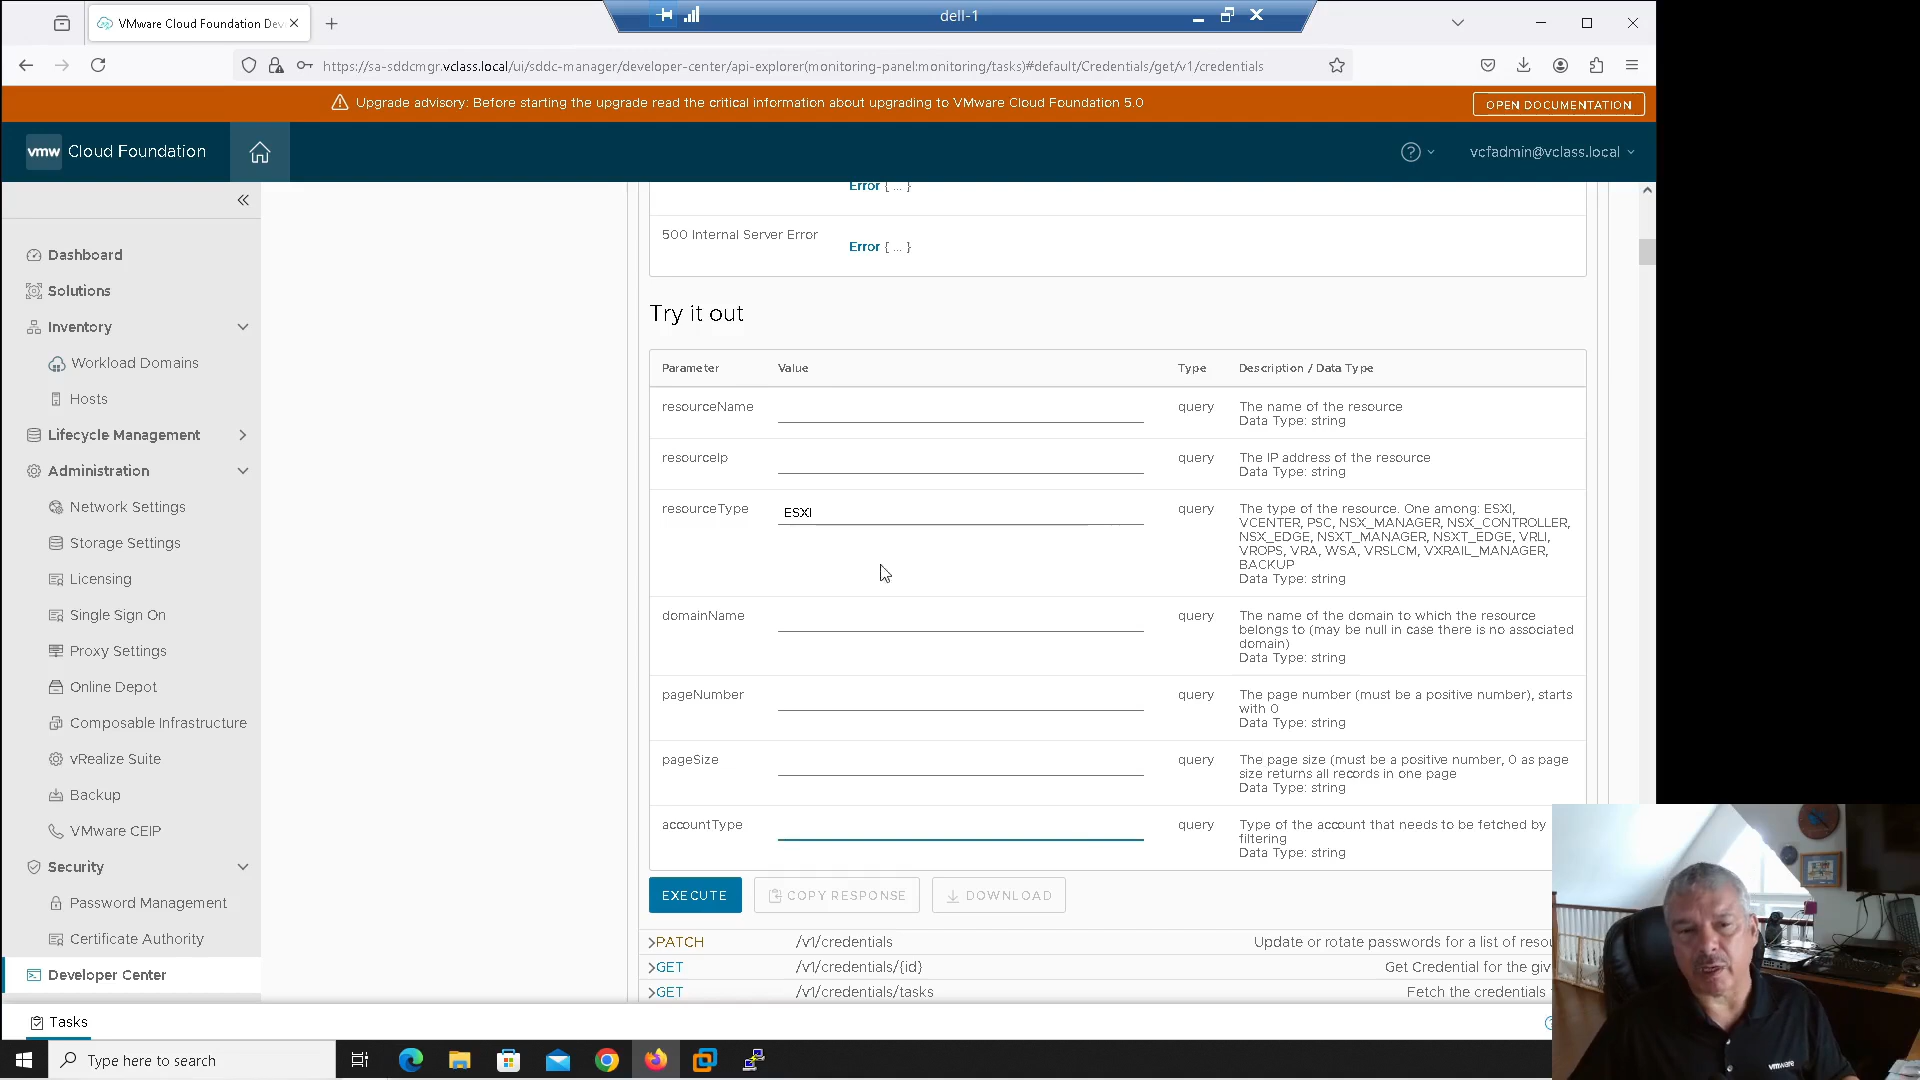 VMware Cloud Foundation Dev
dell-1
https://sa-sddcmgr.vclass.local/ui/sddc-manager/developer-center/api-explorer(monitoring-panel:monitoring/tasks)#default/Credentials/get/v1/credentials
Upgrade advisory: Before starting the upgrade read the critical information about upgrading to VMware Cloud Foundation 5.0
OPEN DOCUMENTATION
vmw Cloud Foundation
vcfadmin@vclass.local
Dashboard
Solutions
Inventory
Workload Domains
Hosts
Lifecycle Management
Administration
Network Settings
Storage Settings
Licensing
Single Sign On
Proxy Settings
Online Depot
Composable Infrastructure
vRealize Suite
Backup
VMware CEIP
Security
Password Management
Certificate Authority
Developer Center
Error { ... }
500 Internal Server Error
Error { ... }
Try it out
Parameter Value Type Description / Data Type
resourceName query The name of the resource
Data Type: string
resourceIp query The IP address of the resource
Data Type: string
resourceType ESXI query The type of the resource. One among: ESXI,
VCENTER, PSC, NSX_MANAGER, NSX_CONTROLLER,
NSX_EDGE, NSXT_MANAGER, NSXT_EDGE, VRLI,
VROPS, VRA, WSA, VRSLCM, VXRAIL_MANAGER,
BACKUP
Data Type: string
domainName query The name of the domain to which the resource
belongs to (may be null in case there is no associated
domain)
Data Type: string
pageNumber query The page number (must be a positive number), starts
with 0
Data Type: string
pageSize query The page size (must be a positive number, 0 as page
size returns all records in one page
Data Type: string
accountType query Type of the account that needs to be fetched by
filtering
Data Type: string
EXECUTE COPY RESPONSE DOWNLOAD
PATCH /v1/credentials Update or rotate passwords for a list of resou
GET /v1/credentials/{id} Get Credential for the giv
GET /v1/credentials/tasks Fetch the credentials
Tasks
Type here to search
vmware